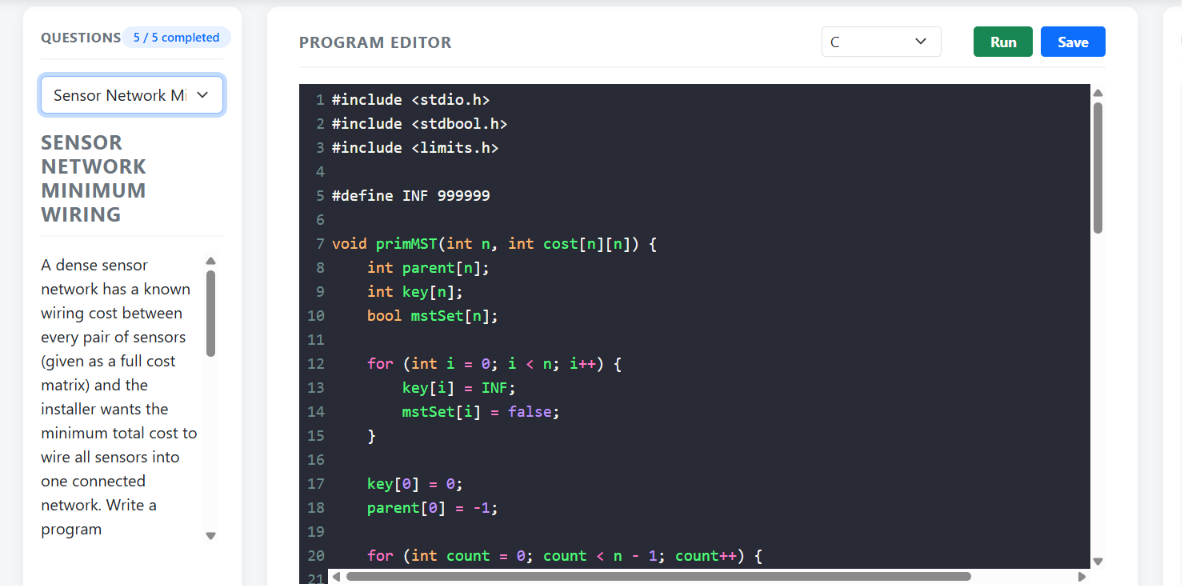 QUESTIONS 5 / 5 completed
Sensor Network Mi
SENSOR
NETWORK
MINIMUM
WIRING
A dense sensor
network has a known
wiring cost between
every pair of sensors
(given as a full cost
matrix) and the
installer wants the
minimum total cost to
wire all sensors into
one connected
network. Write a
program
PROGRAM EDITOR
C
Run
Save
1 #include <stdio.h>
2 #include <stdbool.h>
3 #include <limits.h>
4
5 #define INF 999999
6
7 void primMST(int n, int cost[n][n]) {
8     int parent[n];
9     int key[n];
10     bool mstSet[n];
11
12     for (int i = 0; i < n; i++) {
13         key[i] = INF;
14         mstSet[i] = false;
15     }
16
17     key[0] = 0;
18     parent[0] = -1;
19
20     for (int count = 0; count < n - 1; count++) {
21